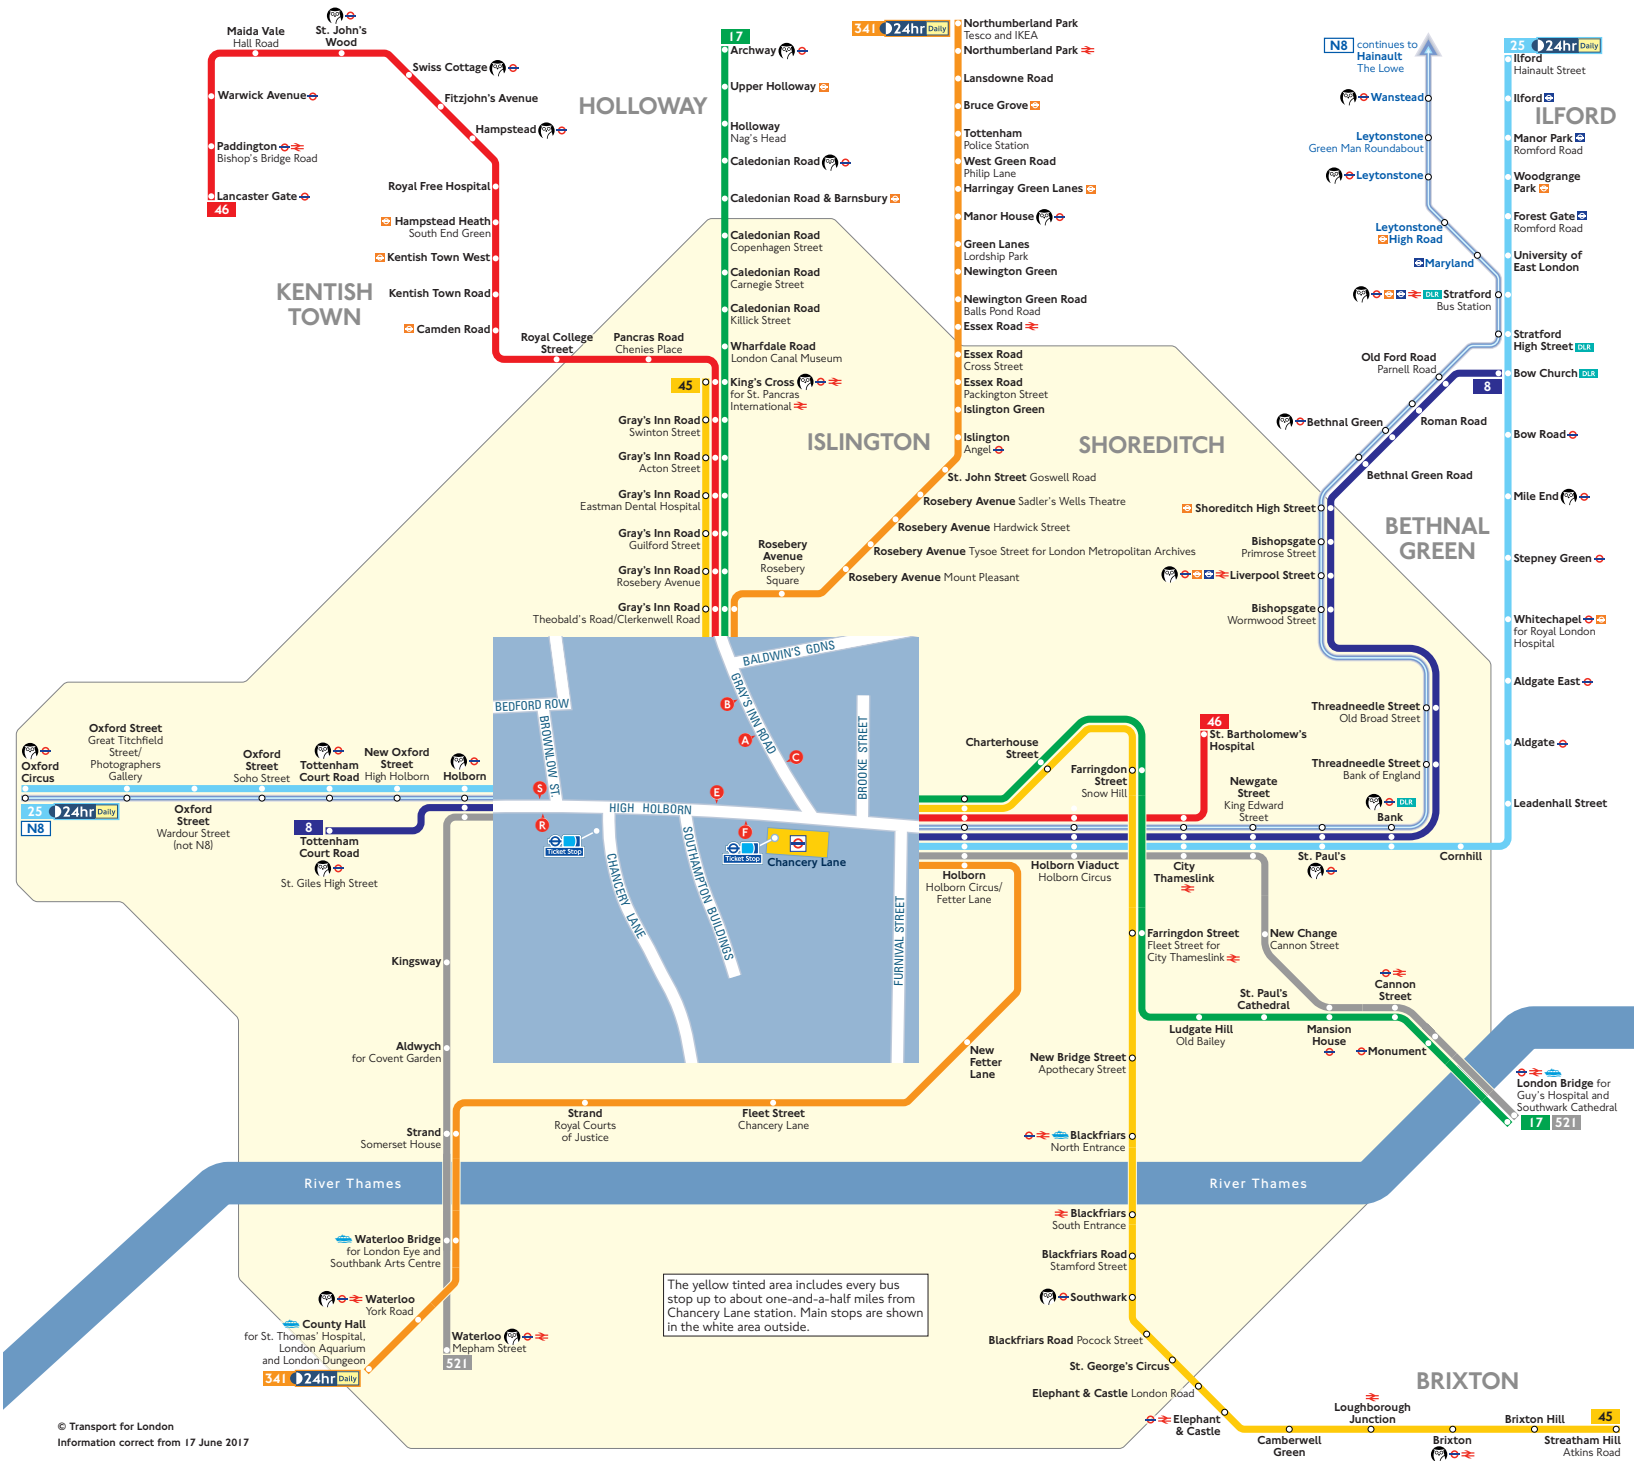 Maida Vale
Hall Road
St. John's
Wood
Swiss Cottage
Fitzjohn's Avenue
Hampstead
Warwick Avenue
Paddington
Bishop's Bridge Road
Lancaster Gate
46
Royal Free Hospital
Hampstead Heath
South End Green
Kentish Town West
Kentish Town Road
Camden Road
KENTISH
TOWN
Royal College
Street
Pancras Road
Chenies Place
HOLLOWAY
17
Archway
Upper Holloway
Holloway
Nag's Head
Caledonian Road
Caledonian Road & Barnsbury
Caledonian Road
Copenhagen Street
Caledonian Road
Carnegie Street
Caledonian Road
Killick Street
Wharfdale Road
London Canal Museum
45
King's Cross
for St. Pancras
International
Gray's Inn Road
Swinton Street
Gray's Inn Road
Acton Street
Gray's Inn Road
Eastman Dental Hospital
Gray's Inn Road
Guilford Street
Gray's Inn Road
Rosebery Avenue
Gray's Inn Road
Theobald's Road/Clerkenwell Road
341 24hr Daily
Northumberland Park
Tesco and IKEA
Northumberland Park
Lansdowne Road
Bruce Grove
Tottenham
Police Station
West Green Road
Philip Lane
Harringay Green Lanes
Manor House
Green Lanes
Lordship Park
Newington Green
Newington Green Road
Balls Pond Road
Essex Road
Essex Road
Cross Street
Essex Road
Packington Street
Islington Green
Islington
Angel
ISLINGTON
St. John Street Goswell Road
Rosebery Avenue Sadler's Wells Theatre
Rosebery Avenue Hardwick Street
Rosebery Avenue Tysoe Street for London Metropolitan Archives
Rosebery Avenue Mount Pleasant
Rosebery
Avenue
Rosebery
Square
SHOREDITCH
N8 continues to
Hainault
The Lowe
Wanstead
Leytonstone
Green Man Roundabout
Leytonstone
Leytonstone
High Road
Maryland
DLR Stratford
Bus Station
Old Ford Road
Parnell Road
8
Bethnal Green
Roman Road
Bethnal Green Road
Shoreditch High Street
Bishopsgate
Primrose Street
Liverpool Street
Bishopsgate
Wormwood Street
BETHNAL
GREEN
25 24hr Daily
Ilford
Hainault Street
Ilford
ILFORD
Manor Park
Romford Road
Woodgrange
Park
Forest Gate
Romford Road
University of
East London
Stratford
High Street DLR
Bow Church DLR
Bow Road
Mile End
Stepney Green
Whitechapel
for Royal London
Hospital
Aldgate East
Aldgate
Leadenhall Street
Threadneedle Street
Old Broad Street
Threadneedle Street
Bank of England
DLR
Bank
Cornhill
Oxford
Circus
25 24hr Daily
N8
Oxford Street
Great Titchfield
Street/
Photographers
Gallery
Oxford
Street
Wardour Street
(not N8)
Oxford
Street
Soho Street
Tottenham
Court Road
New Oxford
Street
High Holborn
Holborn
8
Tottenham
Court Road
St. Giles High Street
BEDFORD ROW
BROWNLOW ST.
BALDWIN'S GDNS
GRAY'S INN ROAD
BROOKE STREET
HIGH HOLBORN
CHANCERY LANE
SOUTHAMPTON BUILDINGS
FURNIVAL STREET
B
A
C
S
E
R
F
Ticket Stop
Ticket Stop
Chancery Lane
Charterhouse
Street
Farringdon
Street
Snow Hill
46
St. Bartholomew's
Hospital
Newgate
Street
King Edward
Street
Holborn
Holborn Circus/
Fetter Lane
Holborn Viaduct
Holborn Circus
City
Thameslink
St. Paul's
Farringdon Street
Fleet Street for
City Thameslink
New Change
Cannon Street
St. Paul's
Cathedral
Cannon
Street
Ludgate Hill
Old Bailey
Mansion
House
Monument
London Bridge for
Guy's Hospital and
Southwark Cathedral
17 521
New
Fetter
Lane
Fleet Street
Chancery Lane
Strand
Royal Courts
of Justice
Kingsway
Aldwych
for Covent Garden
Strand
Somerset House
River Thames
River Thames
Waterloo Bridge
for London Eye and
Southbank Arts Centre
Waterloo
York Road
County Hall
for St. Thomas' Hospital,
London Aquarium
and London Dungeon
341 24hr Daily
Waterloo
Mepham Street
521
New Bridge Street
Apothecary Street
Blackfriars
North Entrance
Blackfriars
South Entrance
Blackfriars Road
Stamford Street
Southwark
Blackfriars Road Pocock Street
St. George's Circus
Elephant & Castle London Road
Elephant
& Castle
Camberwell
Green
Loughborough
Junction
Brixton
Brixton Hill
45
Streatham Hill
Atkins Road
BRIXTON
The yellow tinted area includes every bus
stop up to about one-and-a-half miles from
Chancery Lane station. Main stops are shown
in the white area outside.
© Transport for London
Information correct from 17 June 2017